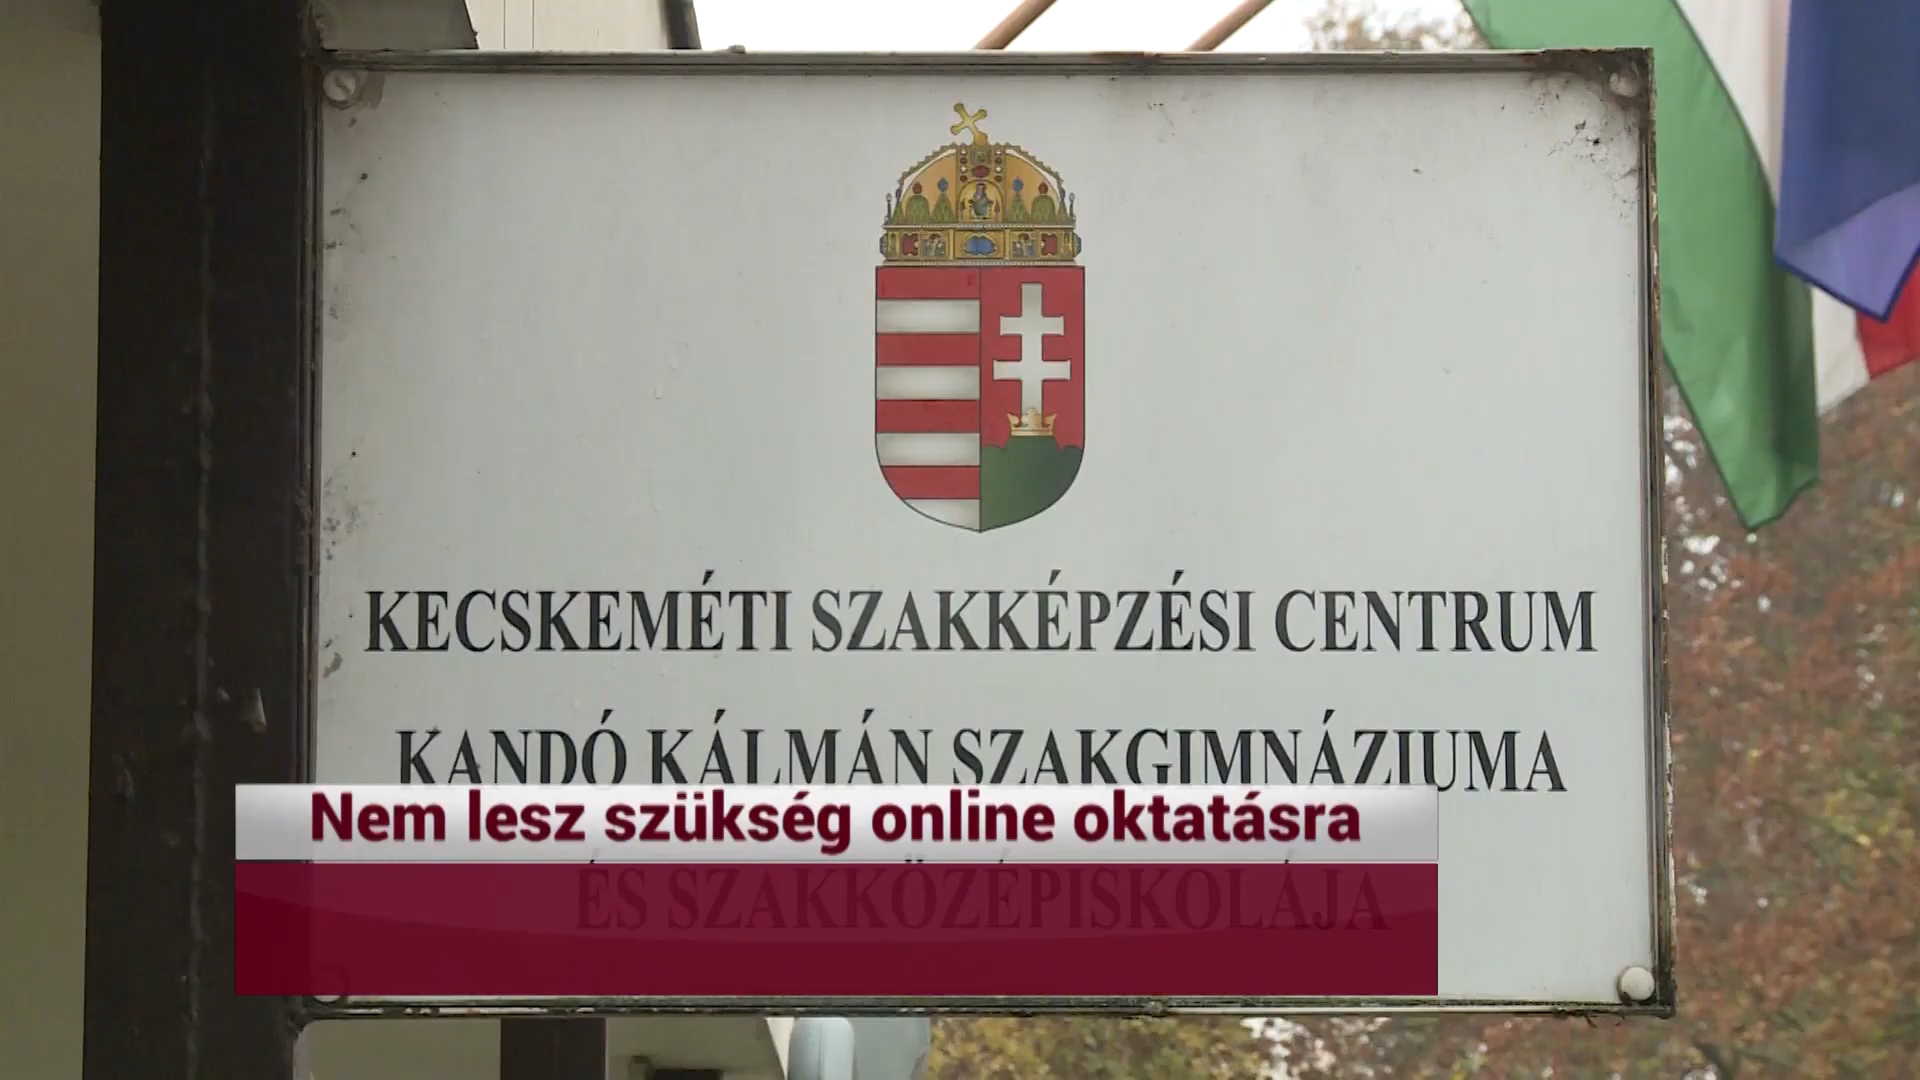 KECSKEMÉTI SZAKKÉPZÉSI CENTRUM
KANDÓ KÁLMÁN SZAKGIMNÁZIUMA
Nem lesz szükség online oktatásra
ÉS SZAKKÖZÉPISKOLÁJA